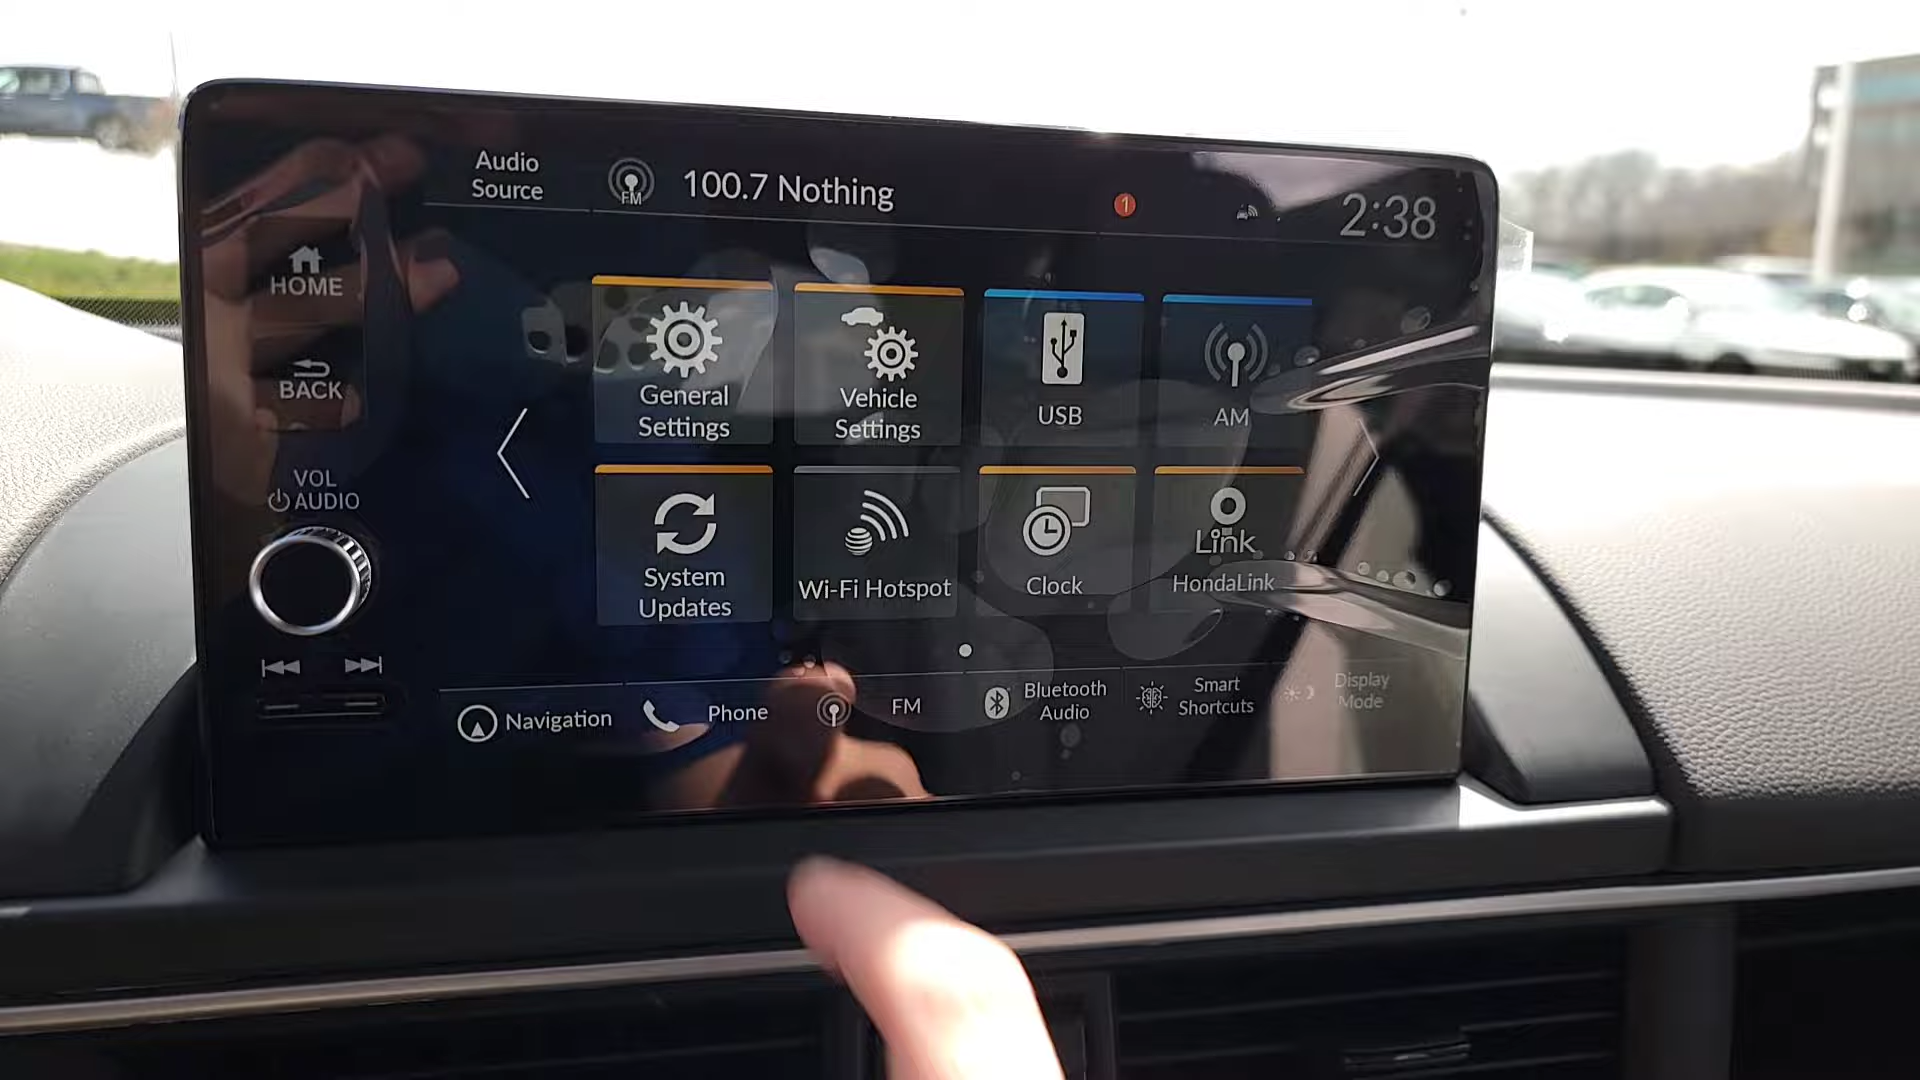 Audio
Source
FM
100.7 Nothing
1
2:38
HOME
BACK
VOL
AUDIO
General
Settings
Vehicle
Settings
USB
AM
System
Updates
Wi-Fi Hotspot
Clock
Link
HondaLink
Navigation
Phone
FM
Bluetooth
Audio
Smart
Shortcuts
Display
Mode